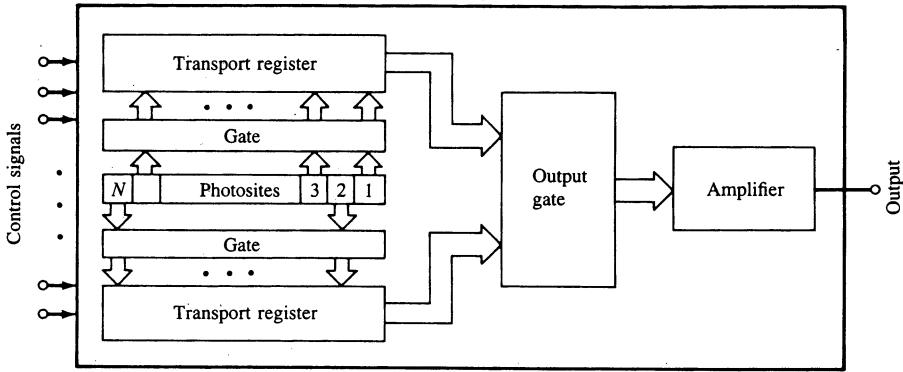 Control signals
Transport register
Gate
N
Photosites
3
2
1
Gate
Transport register
Output
gate
Amplifier
Output